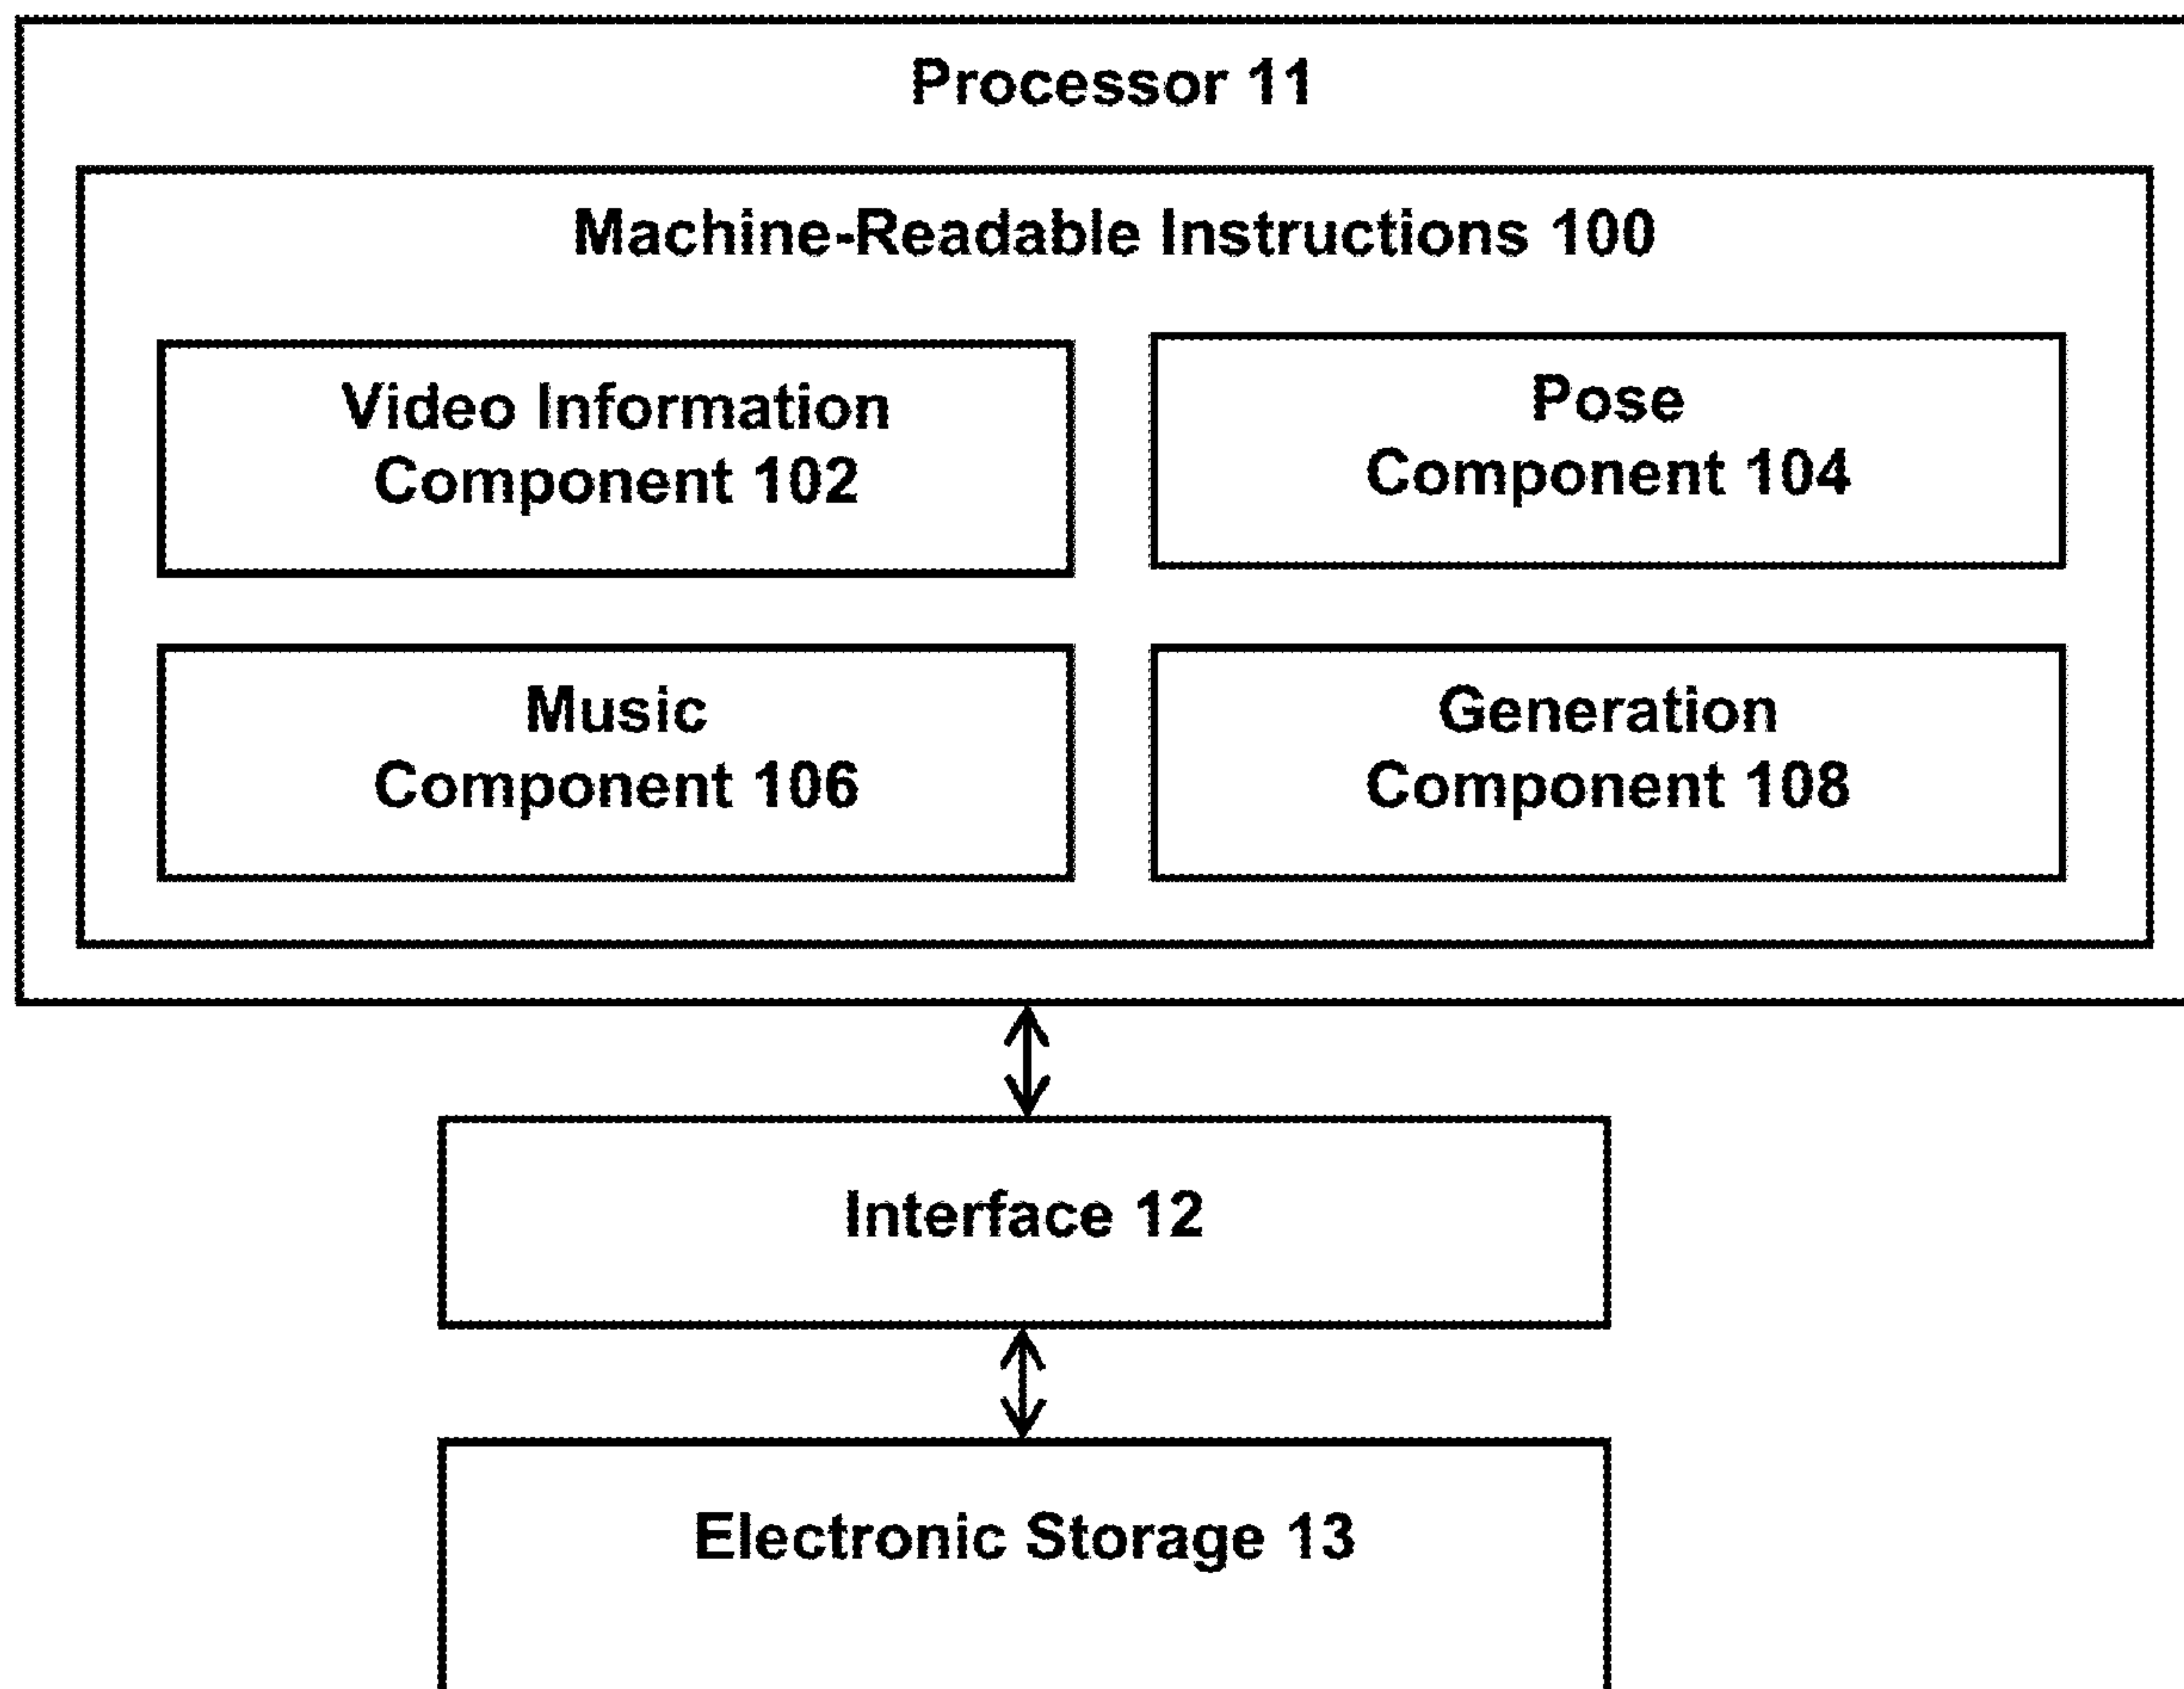 Processor 11
Machine-Readable Instructions 100
Video Information
Component 102
Pose
Component 104
Music
Component 106
Generation
Component 108
Interface 12
Electronic Storage 13